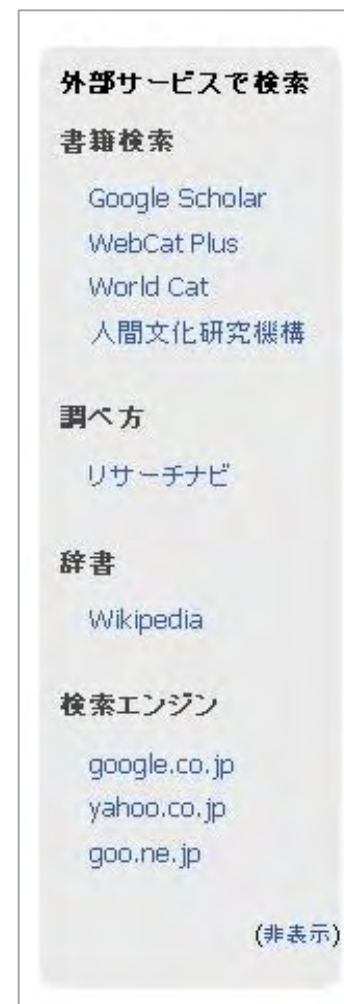 外部サービスで検索
書籍検索
Google Scholar
WebCat Plus
World Cat
人間文化研究機構
調べ方
リサーチナビ
辞書
Wikipedia
検索エンジン
google.co.jp
yahoo.co.jp
goo.ne.jp
(非表示)